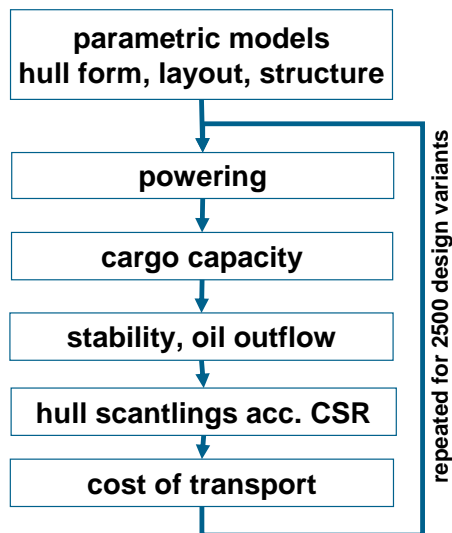 parametric models
hull form, layout, structure
powering
cargo capacity
stability, oil outflow
hull scantlings acc. CSR
cost of transport
repeated for 2500 design variants